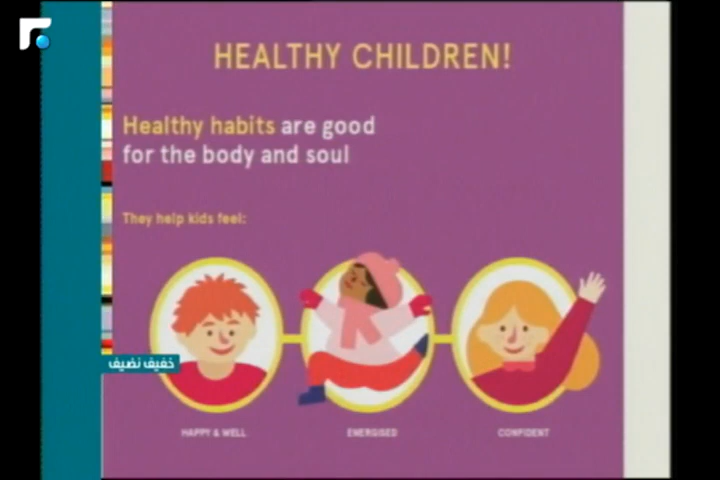 HEALTHY CHILDREN!
Healthy habits are good
for the body and soul
They help kids feel:
خفيف نضيف
HAPPY & WELL
ENERGISED
CONFIDENT